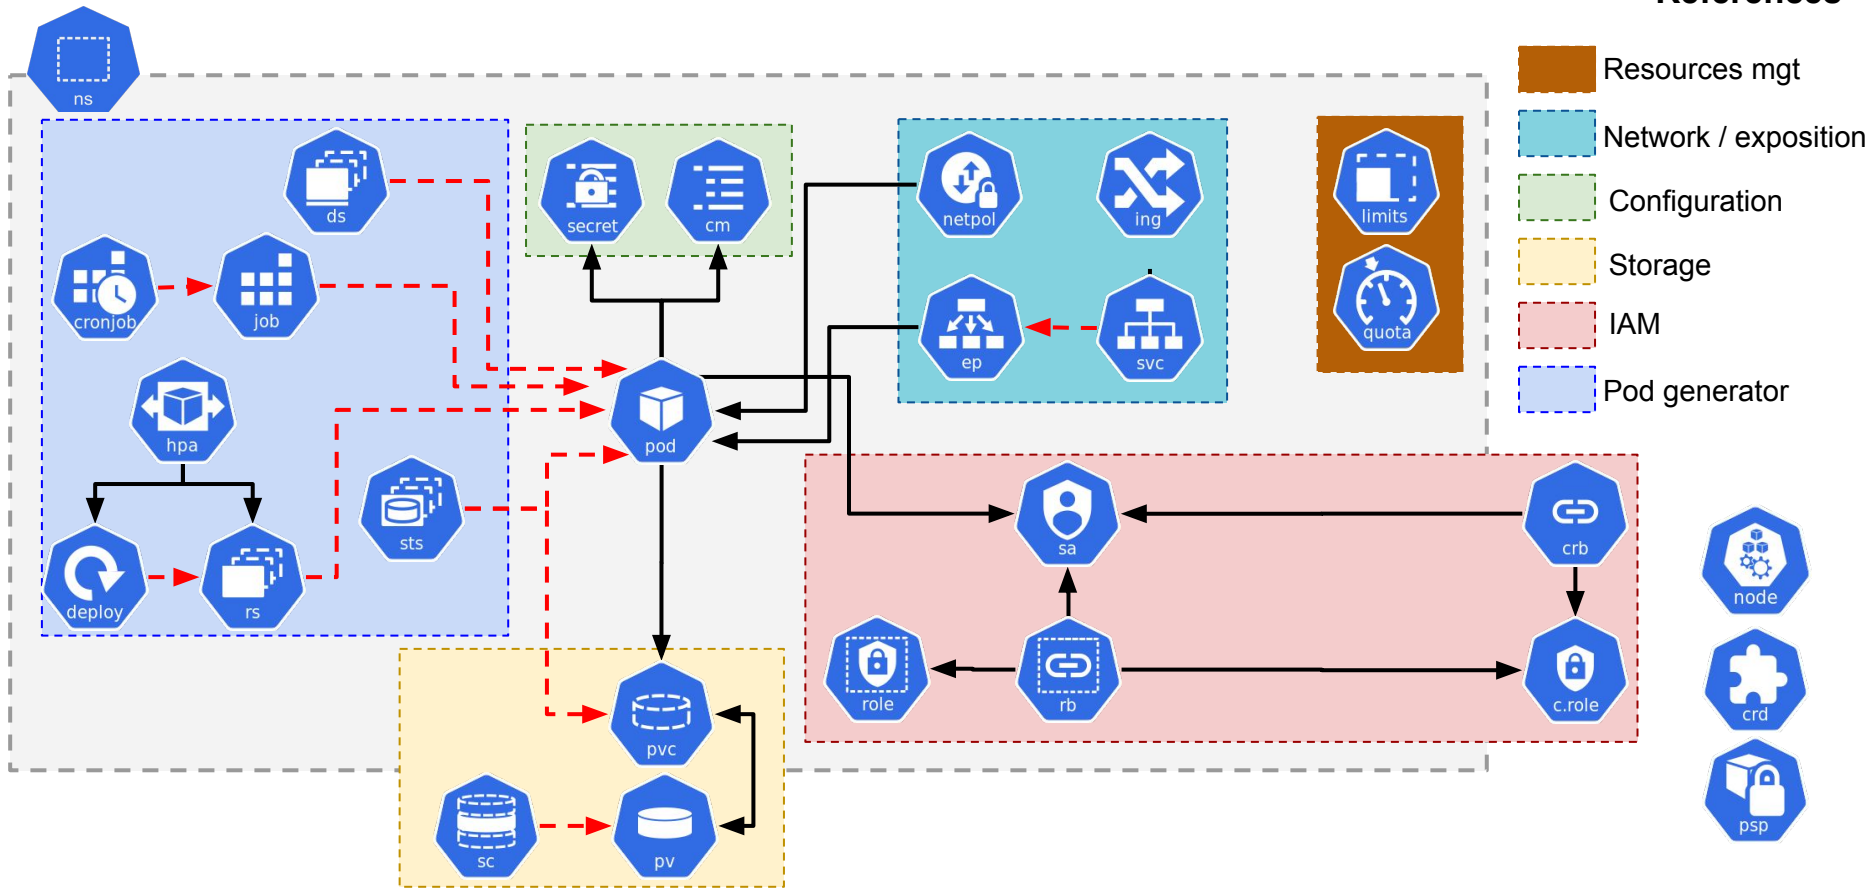 References
ns
Resources mgt
Network / exposition
Configuration
Storage
IAM
Pod generator
ds
secret
cm
netpol
ing
limits
cronjob
job
ep
svc
quota
hpa
pod
sts
deploy
rs
sa
crb
node
role
rb
c.role
crd
pvc
sc
pv
psp